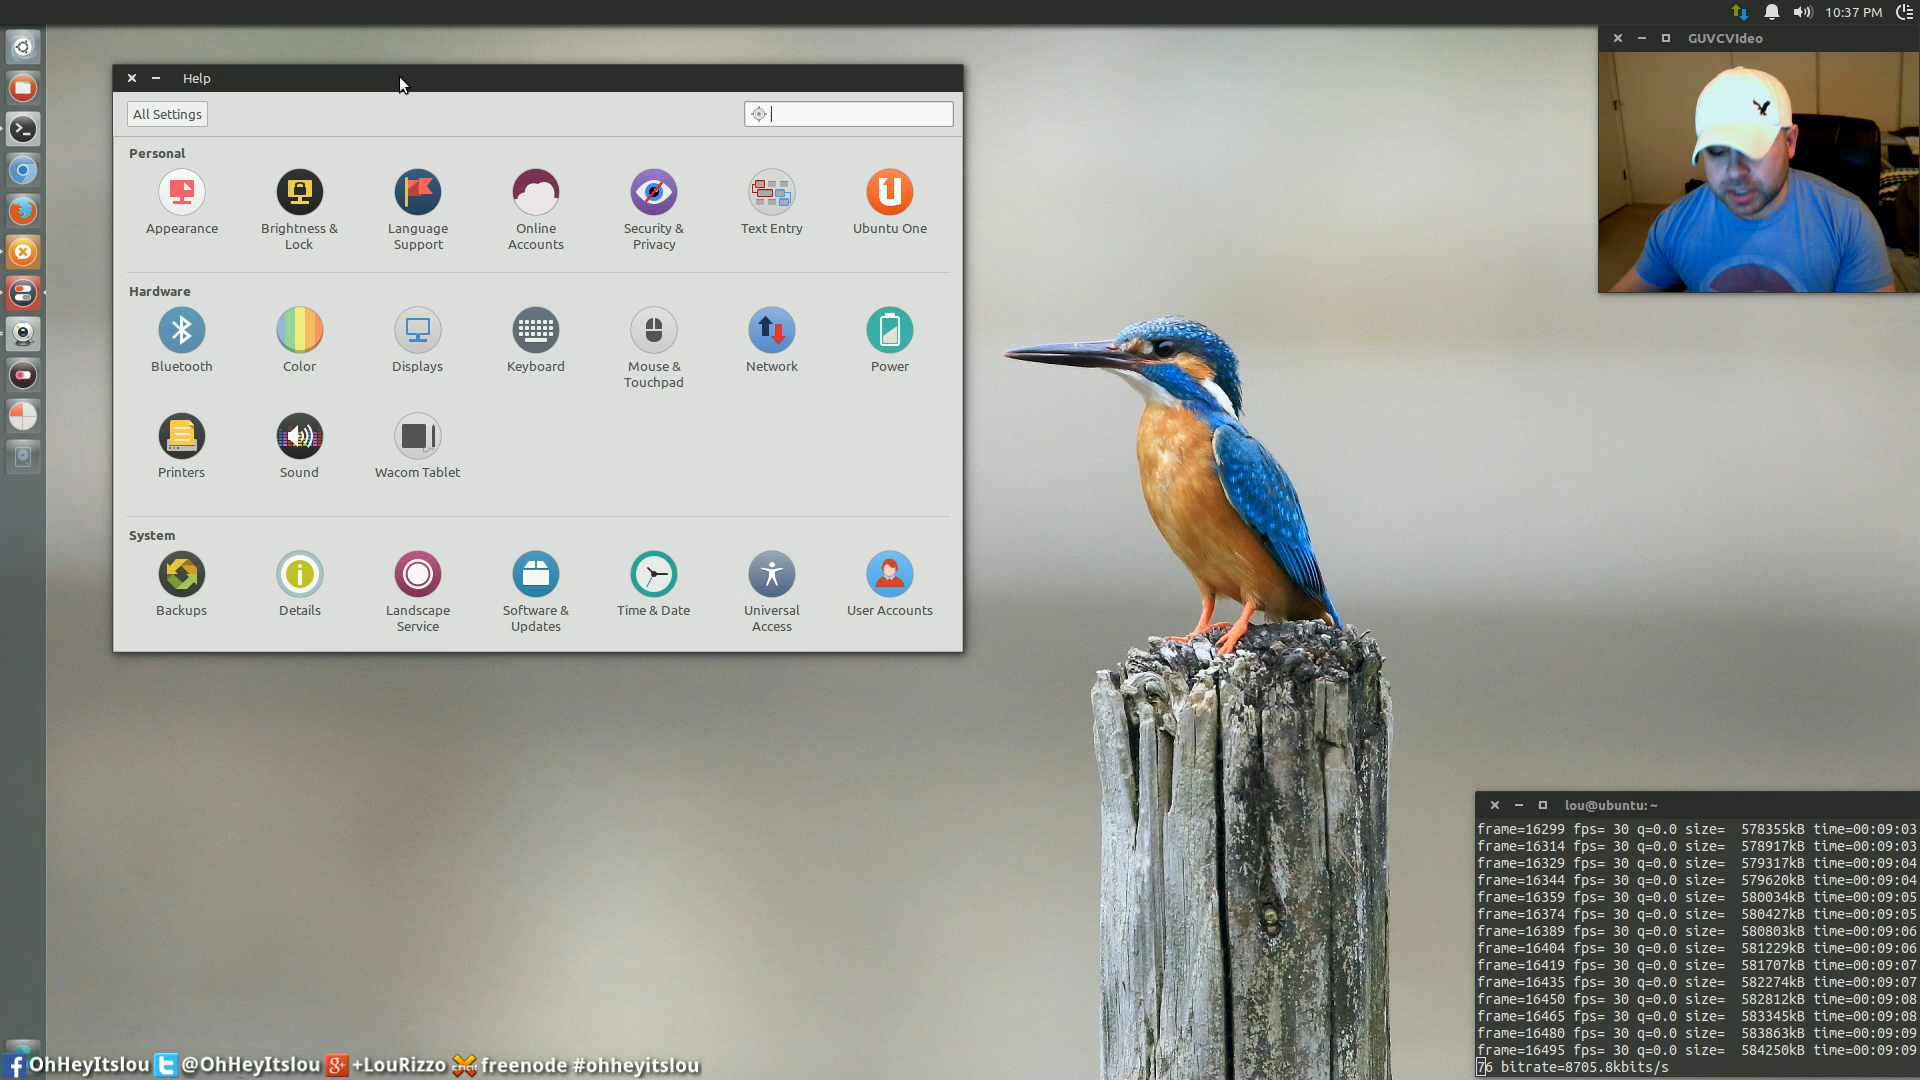 10:37 PM
GUVCVIdeo
Help
All Settings
Personal
Appearance
Brightness &
Lock
Language
Support
Online
Accounts
Security &
Privacy
Text Entry
Ubuntu One
Hardware
Bluetooth
Color
Displays
Keyboard
Mouse &
Touchpad
Network
Power
Printers
Sound
Wacom Tablet
System
Backups
Details
Landscape
Service
Software &
Updates
Time & Date
Universal
Access
User Accounts
lou@ubuntu: ~
frame=16299 fps= 30 q=0.0 size=  578355kB time=00:09:03
frame=16314 fps= 30 q=0.0 size=  578917kB time=00:09:03
frame=16329 fps= 30 q=0.0 size=  579317kB time=00:09:04
frame=16344 fps= 30 q=0.0 size=  579620kB time=00:09:04
frame=16359 fps= 30 q=0.0 size=  580034kB time=00:09:05
frame=16374 fps= 30 q=0.0 size=  580427kB time=00:09:05
frame=16389 fps= 30 q=0.0 size=  580803kB time=00:09:06
frame=16404 fps= 30 q=0.0 size=  581229kB time=00:09:06
frame=16419 fps= 30 q=0.0 size=  581707kB time=00:09:07
frame=16435 fps= 30 q=0.0 size=  582274kB time=00:09:07
frame=16450 fps= 30 q=0.0 size=  582812kB time=00:09:08
frame=16465 fps= 30 q=0.0 size=  583345kB time=00:09:08
frame=16480 fps= 30 q=0.0 size=  583863kB time=00:09:09
frame=16495 fps= 30 q=0.0 size=  584250kB time=00:09:09
76 bitrate=8705.8kbits/s
OhHeyItslou @OhHeyItslou +LouRizzo freenode #ohheyitslou